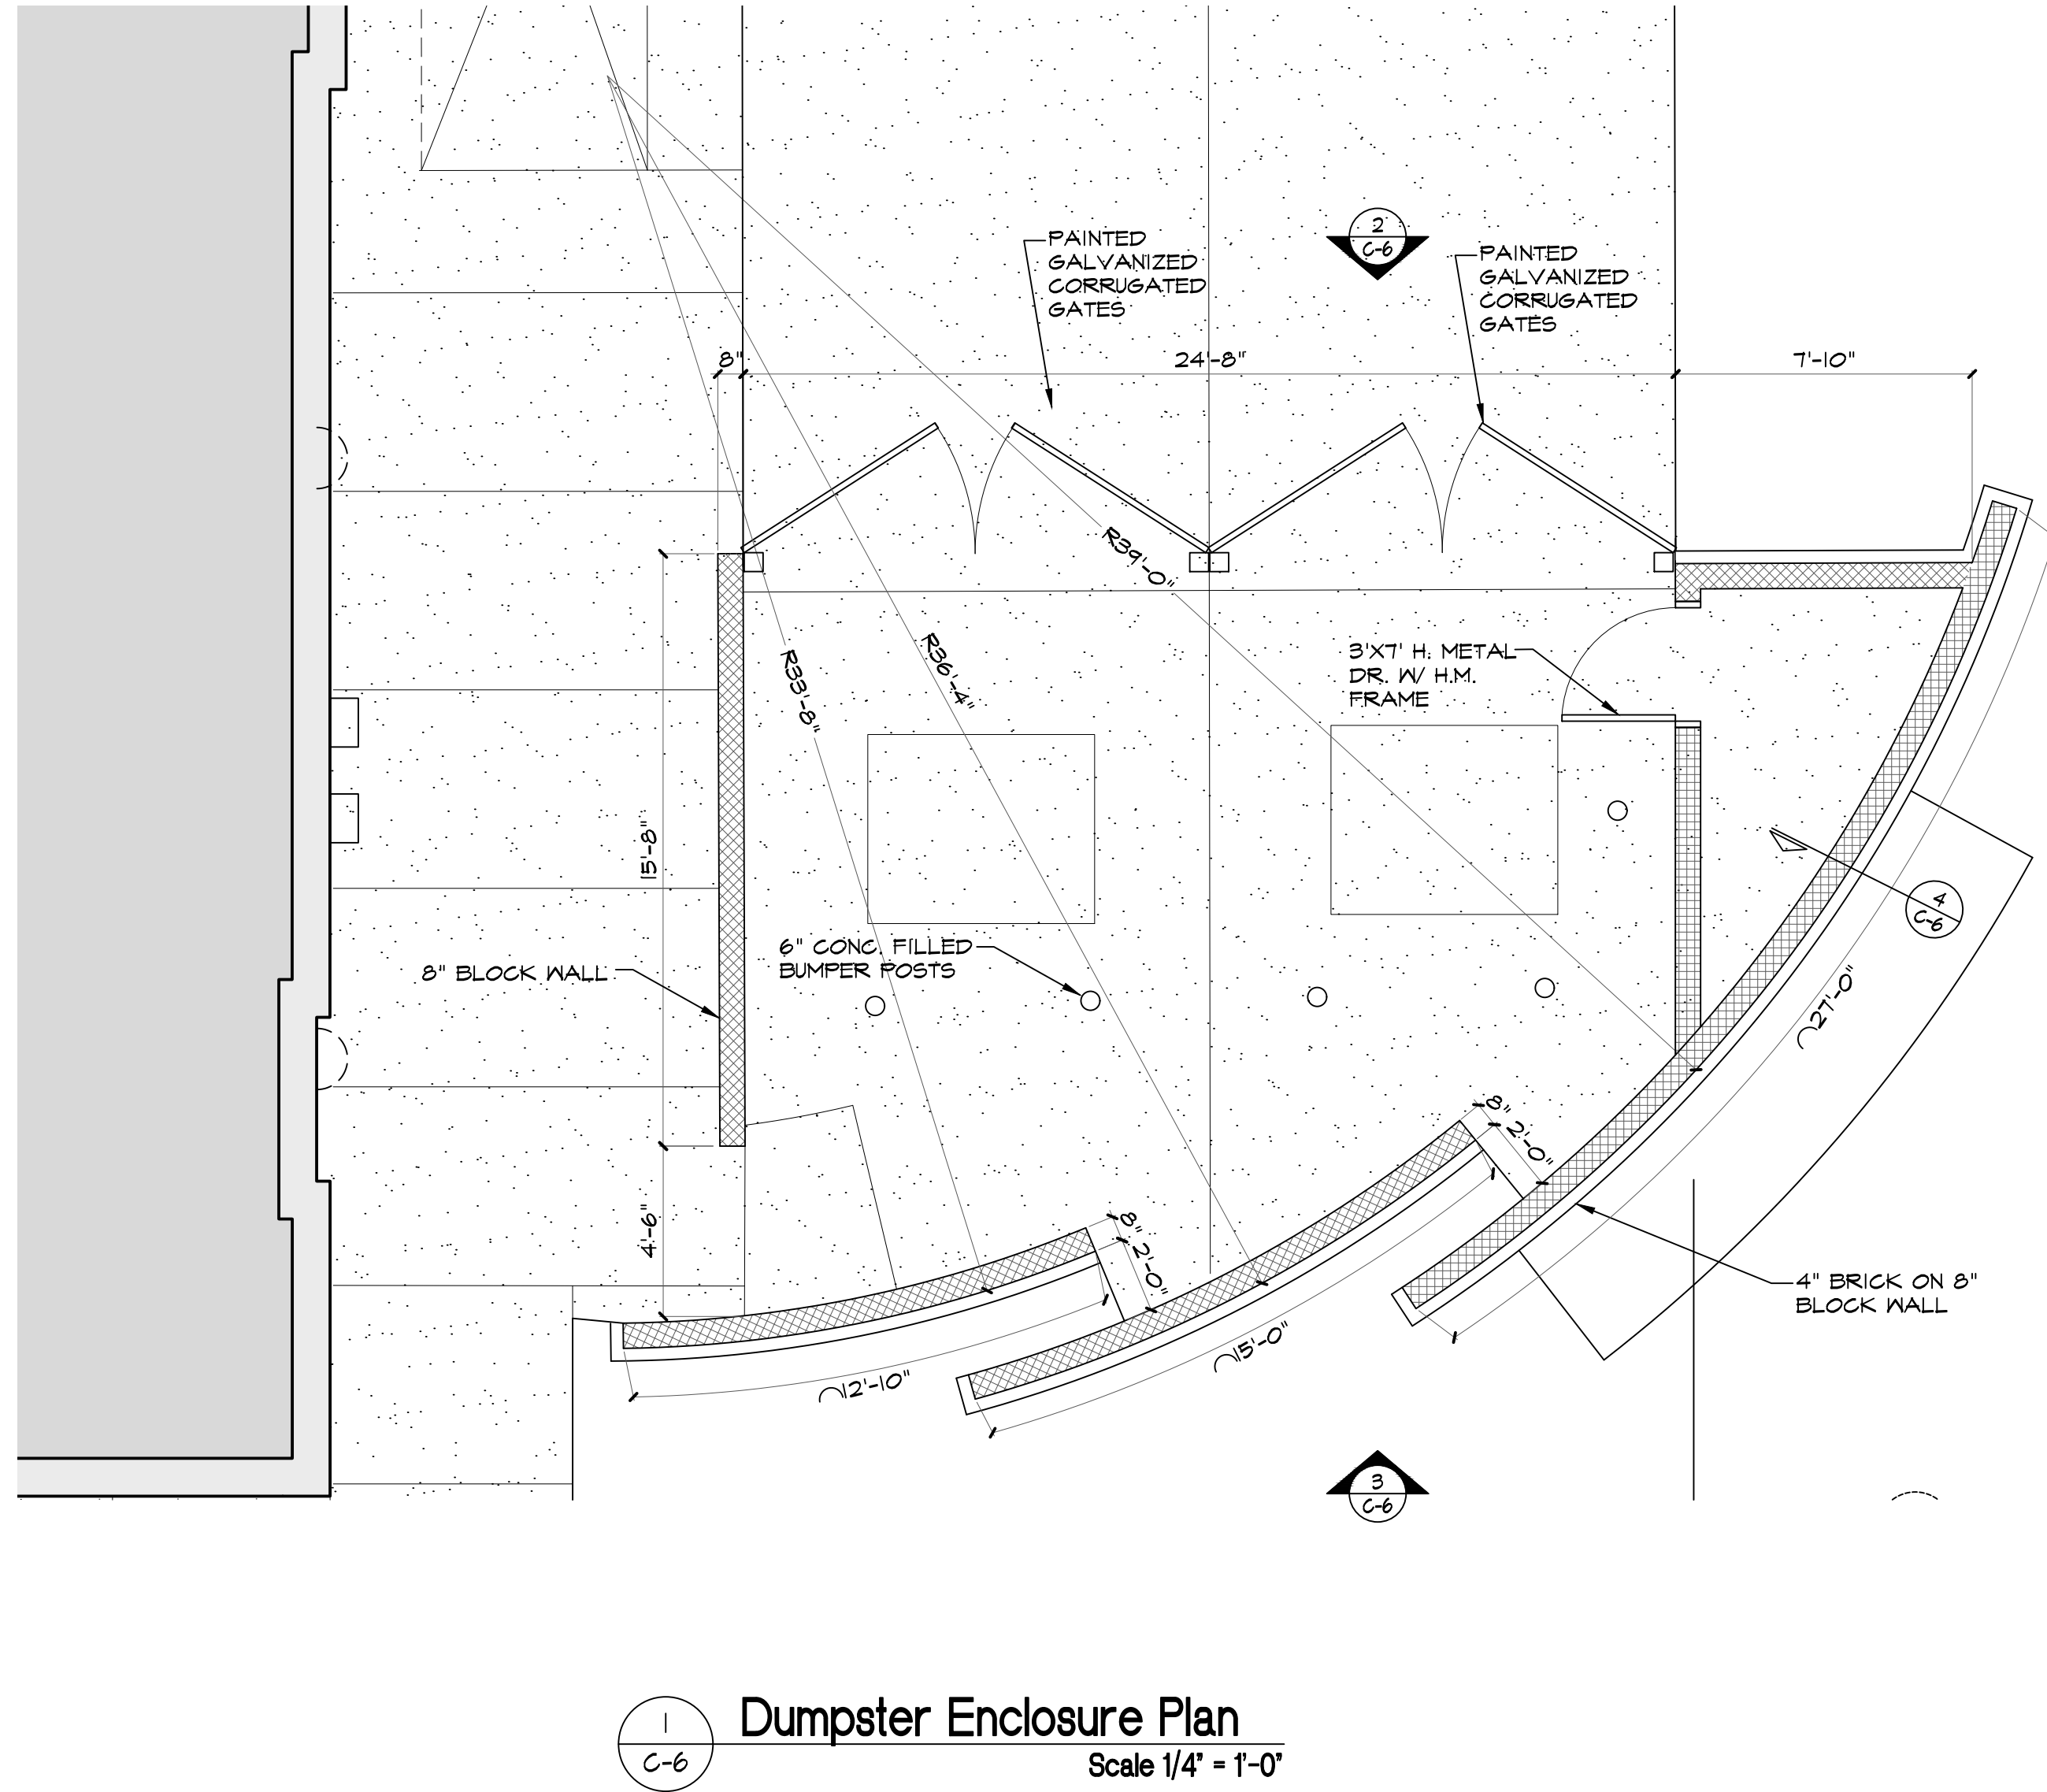 2
C-6
PAINTED
GALVANIZED
CORRUGATED
GATES
PAINTED
GALVANIZED
CORRUGATED
GATES
8"
24'-8"
7'-10"
R39'-0"
R36'-4"
R33'-8"
3'X7' H. METAL
DR. W/ H.M.
FRAME
15'-8"
4
C-6
6" CONC. FILLED
BUMPER POSTS
8" BLOCK WALL
27'-0"
8"
2'-0"
4'-6"
8"
2'-0"
4" BRICK ON 8"
BLOCK WALL
15'-0"
12'-10"
3
C-6
1
C-6
Dumpster Enclosure Plan
Scale 1/4" = 1'-0"